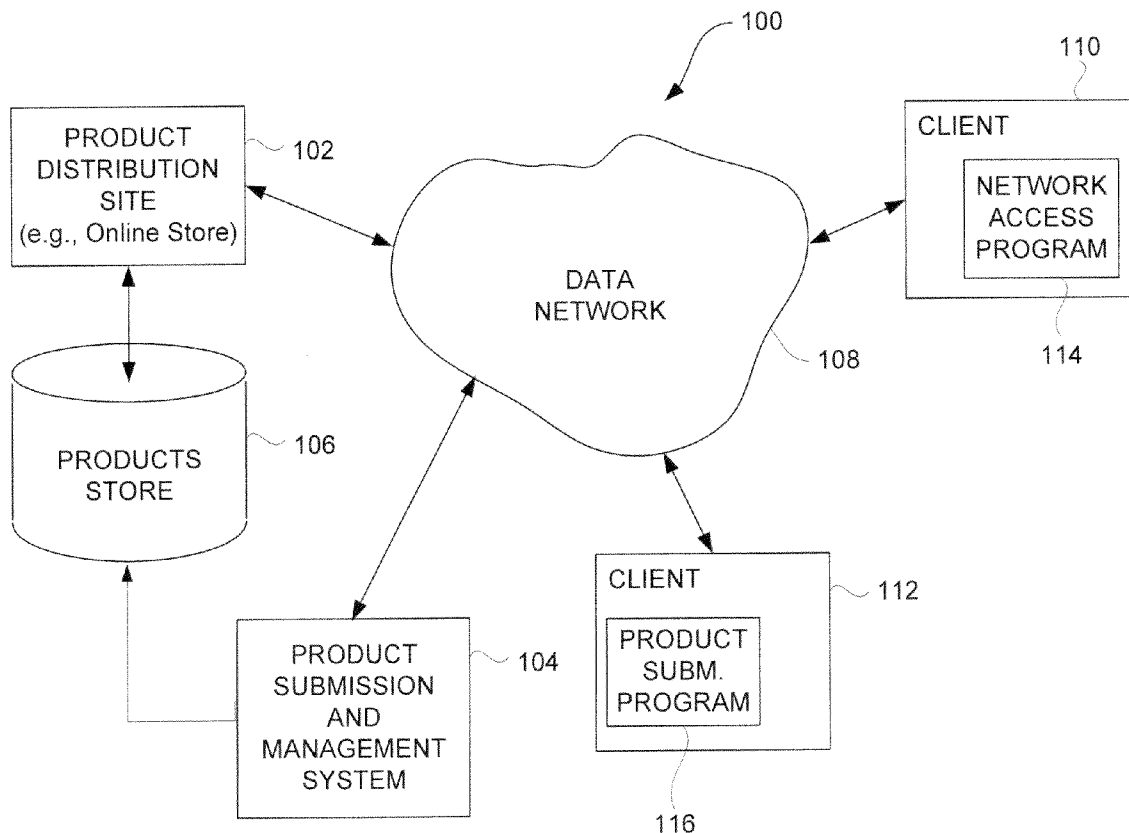 100
110
PRODUCT
DISTRIBUTION
SITE
(e.g., Online Store)
102
CLIENT
NETWORK
ACCESS
PROGRAM
114
DATA
NETWORK
108
PRODUCTS
STORE
106
CLIENT
PRODUCT
SUBM.
PROGRAM
112
116
PRODUCT
SUBMISSION
AND
MANAGEMENT
SYSTEM
104